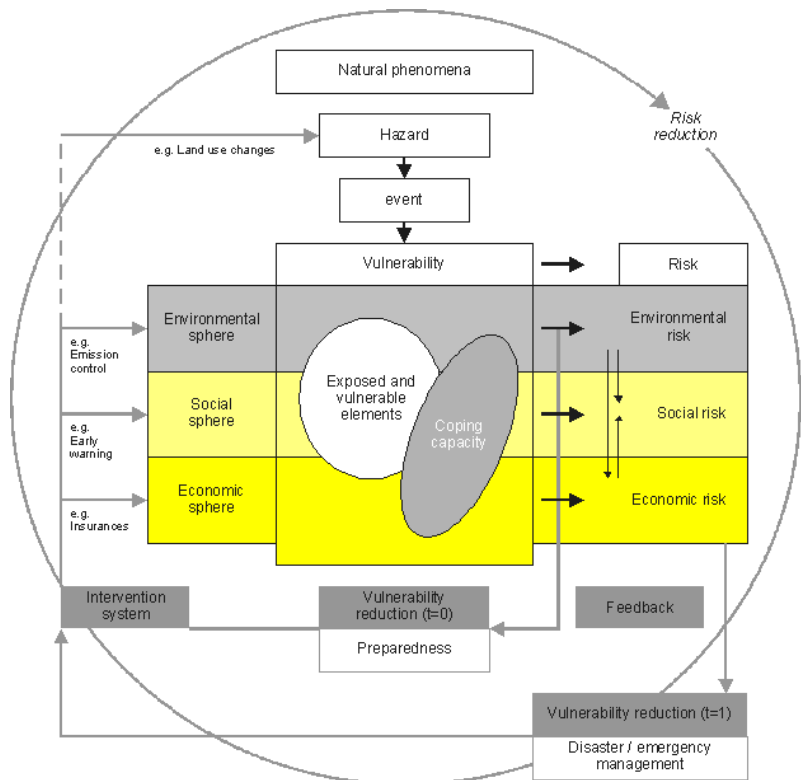 Natural phenomena
Risk
reduction
Hazard
e.g. Land use changes
event
Vulnerability
Risk
Environmental
sphere
Environmental
risk
e.g.
Emission
control
Exposed and
vulnerable
elements
Social
sphere
Coping
capacity
Social risk
e.g.
Early
warning
Economic
sphere
Economic risk
e.g.
Insurances
Intervention
system
Vulnerability
reduction (t=0)
Feedback
Preparedness
Vulnerability reduction (t=1)
Disaster / emergency
management